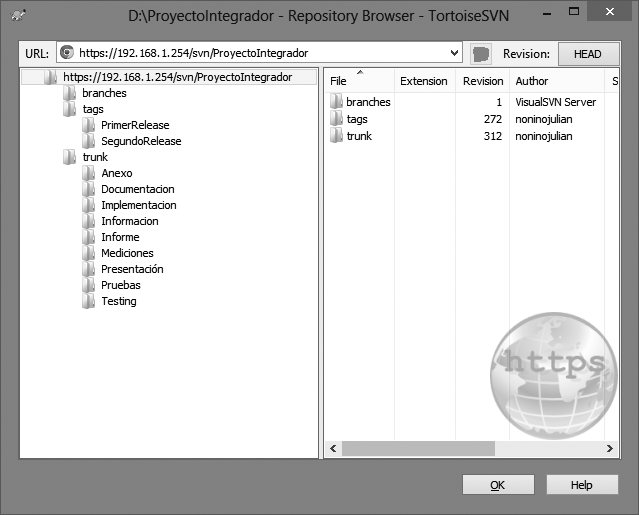 D:\ProyectoIntegrador - Repository Browser - TortoiseSVN
URL: https://192.168.1.254/svn/ProyectoIntegrador Revision: HEAD
https://192.168.1.254/svn/ProyectoIntegrador
branches
tags
PrimerRelease
SegundoRelease
trunk
Anexo
Documentacion
Implementacion
Informacion
Informe
Mediciones
Presentación
Pruebas
Testing
File Extension Revision Author S
branches 1 VisualSVN Server
tags 272 noninojulian
trunk 312 noninojulian
https
OK Help